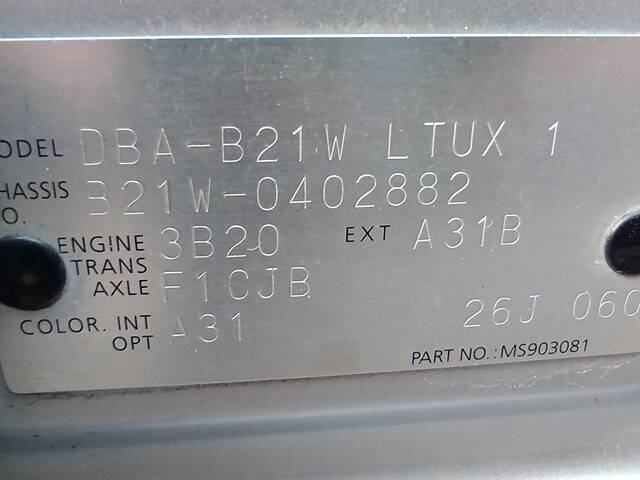 ODEL DBA-B21W LTUX 1
HASSIS B21W-0402882
O.
ENGINE 3B20 EXT A31B
TRANS
AXLE F1CJB
COLOR. INT A31 26J 060
OPT
PART NO.:MS903081